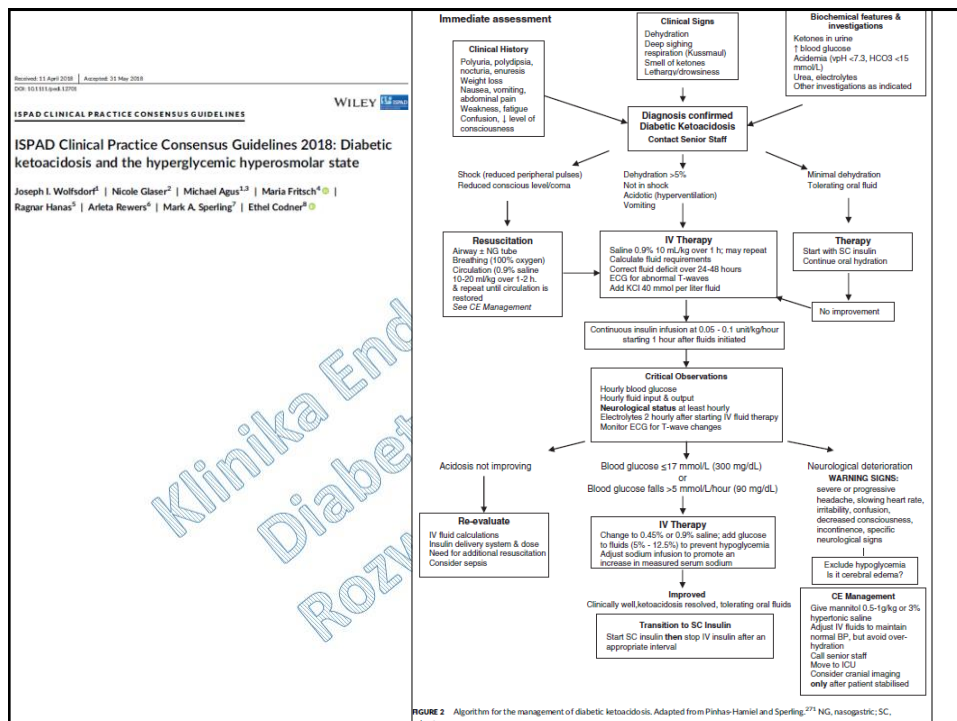 Received: 11 April 2018 | Accepted: 31 May 2018
DOI: 10.1111/pedi.12701
WILEY
ISPAD CLINICAL PRACTICE CONSENSUS GUIDELINES
ISPAD Clinical Practice Consensus Guidelines 2018: Diabetic
ketoacidosis and the hyperglycemic hyperosmolar state
Joseph I. Wolfsdorf1 | Nicole Glaser2 | Michael Agus1,3 | Maria Fritsch4 |
Ragnar Hanas5 | Arleta Rewers6 | Mark A. Sperling7 | Ethel Codner8
Klinika End
Diabet
Rozw
Immediate assessment
Clinical History
Polyuria, polydipsia,
nocturia, enuresis
Weight loss
Nausea, vomiting,
abdominal pain
Weakness, fatigue
Confusion, ↓ level of
consciousness
Clinical Signs
Dehydration
Deep sighing
respiration (Kussmaul)
Smell of ketones
Lethargy/drowsiness
Biochemical features &
investigations
Ketones in urine
↑ blood glucose
Acidemia (vpH <7.3, HCO3 <15
mmol/L)
Urea, electrolytes
Other investigations as indicated
Diagnosis confirmed
Diabetic Ketoacidosis
Contact Senior Staff
Shock (reduced peripheral pulses)
Reduced conscious level/coma
Dehydration >5%
Not in shock
Acidotic (hyperventilation)
Vomiting
Minimal dehydration
Tolerating oral fluid
Resuscitation
Airway ± NG tube
Breathing (100% oxygen)
Circulation (0.9% saline
10-20 ml/kg over 1-2 h.
& repeat until circulation is
restored
See CE Management
IV Therapy
Saline 0.9% 10 mL/kg over 1 h; may repeat
Calculate fluid requirements
Correct fluid deficit over 24-48 hours
ECG for abnormal T-waves
Add KCl 40 mmol per liter fluid
Therapy
Start with SC insulin
Continue oral hydration
No improvement
Continuous insulin infusion at 0.05 - 0.1 unit/kg/hour
starting 1 hour after fluids initiated
Critical Observations
Hourly blood glucose
Hourly fluid input & output
Neurological status at least hourly
Electrolytes 2 hourly after starting IV fluid therapy
Monitor ECG for T-wave changes
Acidosis not improving
Blood glucose ≤17 mmol/L (300 mg/dL)
or
Blood glucose falls >5 mmol/L/hour (90 mg/dL)
Neurological deterioration
WARNING SIGNS:
severe or progressive
headache, slowing heart rate,
irritability, confusion,
decreased consciousness,
incontinence, specific
neurological signs
Re-evaluate
IV fluid calculations
Insulin delivery system & dose
Need for additional resuscitation
Consider sepsis
IV Therapy
Change to 0.45% or 0.9% saline; add glucose
to fluids (5% - 12.5%) to prevent hypoglycemia
Adjust sodium infusion to promote an
increase in measured serum sodium
Exclude hypoglycemia
Is it cerebral edema?
Improved
Clinically well,ketoacidosis resolved, tolerating oral fluids
Transition to SC Insulin
Start SC insulin then stop IV insulin after an
appropriate interval
CE Management
Give mannitol 0.5-1g/kg or 3%
hypertonic saline
Adjust IV fluids to maintain
normal BP, but avoid over-
hydration
Call senior staff
Move to ICU
Consider cranial imaging
only after patient stabilised
FIGURE 2 Algorithm for the management of diabetic ketoacidosis. Adapted from Pinhas-Hamiel and Sperling.271 NG, nasogastric; SC,